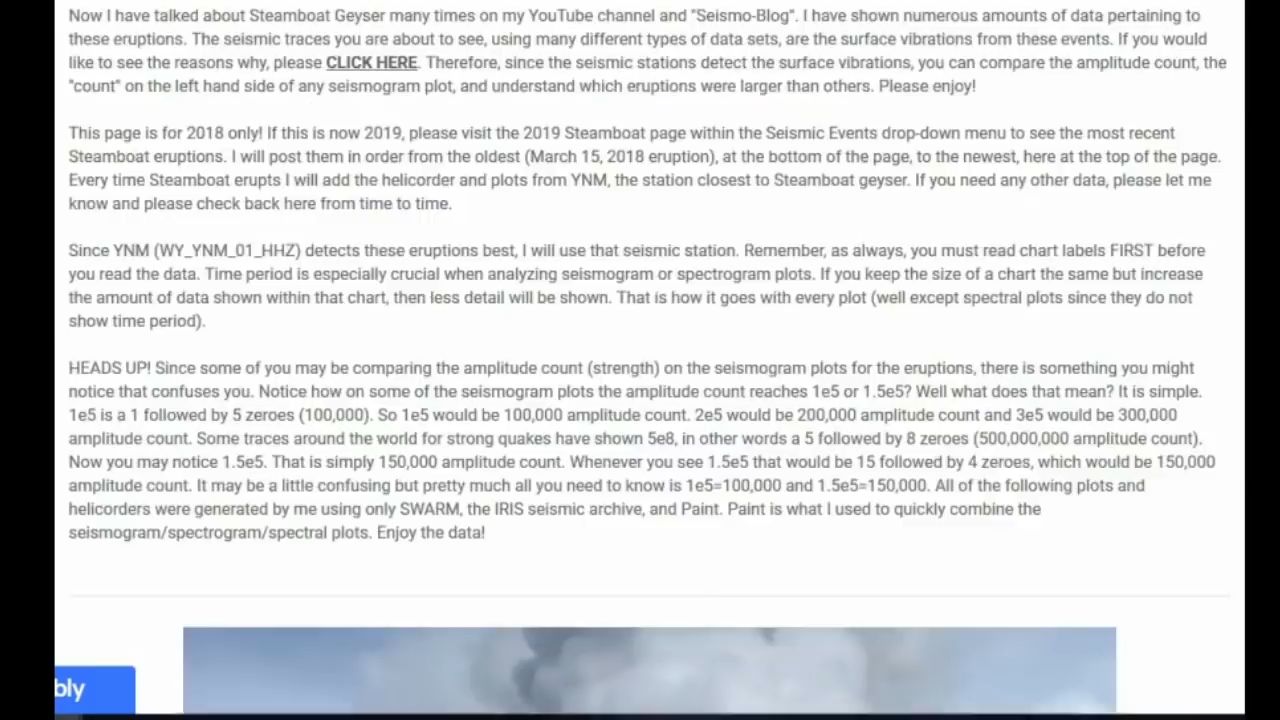 Now I have talked about Steamboat Geyser many times on my YouTube channel and "Seismo-Blog". I have shown numerous amounts of data pertaining to
these eruptions. The seismic traces you are about to see, using many different types of data sets, are the surface vibrations from these events. If you would
like to see the reasons why, please CLICK HERE. Therefore, since the seismic stations detect the surface vibrations, you can compare the amplitude count, the
"count" on the left hand side of any seismogram plot, and understand which eruptions were larger than others. Please enjoy!
This page is for 2018 only! If this is now 2019, please visit the 2019 Steamboat page within the Seismic Events drop-down menu to see the most recent
Steamboat eruptions. I will post them in order from the oldest (March 15, 2018 eruption), at the bottom of the page, to the newest, here at the top of the page.
Every time Steamboat erupts I will add the helicorder and plots from YNM, the station closest to Steamboat geyser. If you need any other data, please let me
know and please check back here from time to time.
Since YNM (WY_YNM_01_HHZ) detects these eruptions best, I will use that seismic station. Remember, as always, you must read chart labels FIRST before
you read the data. Time period is especially crucial when analyzing seismogram or spectrogram plots. If you keep the size of a chart the same but increase
the amount of data shown within that chart, then less detail will be shown. That is how it goes with every plot (well except spectral plots since they do not
show time period).
HEADS UP! Since some of you may be comparing the amplitude count (strength) on the seismogram plots for the eruptions, there is something you might
notice that confuses you. Notice how on some of the seismogram plots the amplitude count reaches 1e5 or 1.5e5? Well what does that mean? It is simple.
1e5 is a 1 followed by 5 zeroes (100,000). So 1e5 would be 100,000 amplitude count. 2e5 would be 200,000 amplitude count and 3e5 would be 300,000
amplitude count. Some traces around the world for strong quakes have shown 5e8, in other words a 5 followed by 8 zeroes (500,000,000 amplitude count).
Now you may notice 1.5e5. That is simply 150,000 amplitude count. Whenever you see 1.5e5 that would be 15 followed by 4 zeroes, which would be 150,000
amplitude count. It may be a little confusing but pretty much all you need to know is 1e5=100,000 and 1.5e5=150,000. All of the following plots and
helicorders were generated by me using only SWARM, the IRIS seismic archive, and Paint. Paint is what I used to quickly combine the
seismogram/spectrogram/spectral plots. Enjoy the data!
bly